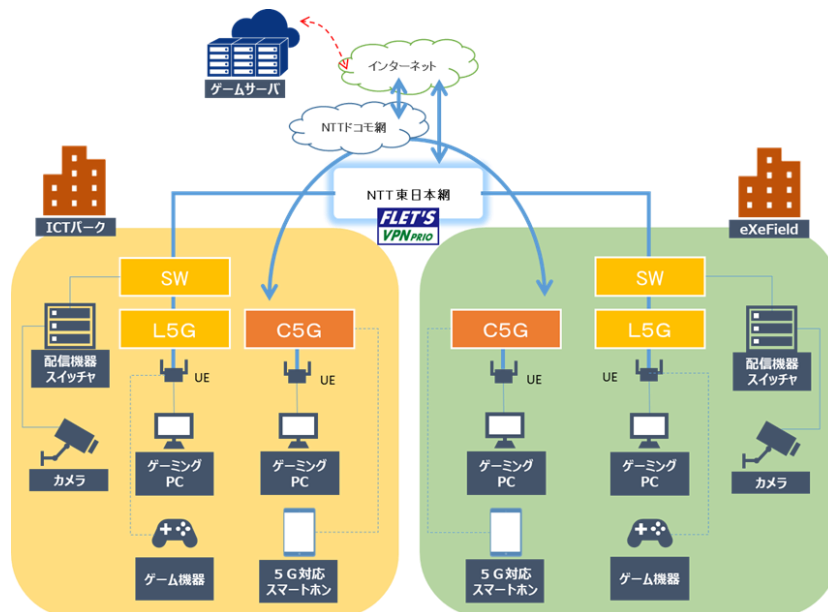 インターネット
ゲームサーバ
NTTドコモ網
NTT東日本網
FLET'S
VPN PRIO
ICTパーク
eXeField
SW
L5G
C5G
UE
UE
配信機器
スイッチャ
カメラ
ゲーミング
PC
ゲーミング
PC
ゲーム機器
5G対応
スマートホン
SW
C5G
L5G
UE
UE
配信機器
スイッチャ
ゲーミング
PC
ゲーミング
PC
カメラ
5G対応
スマートホン
ゲーム機器